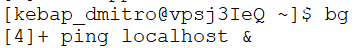 [kebap_dmitro@vpsj3IeQ ~]$ bg
[4]+ ping localhost &